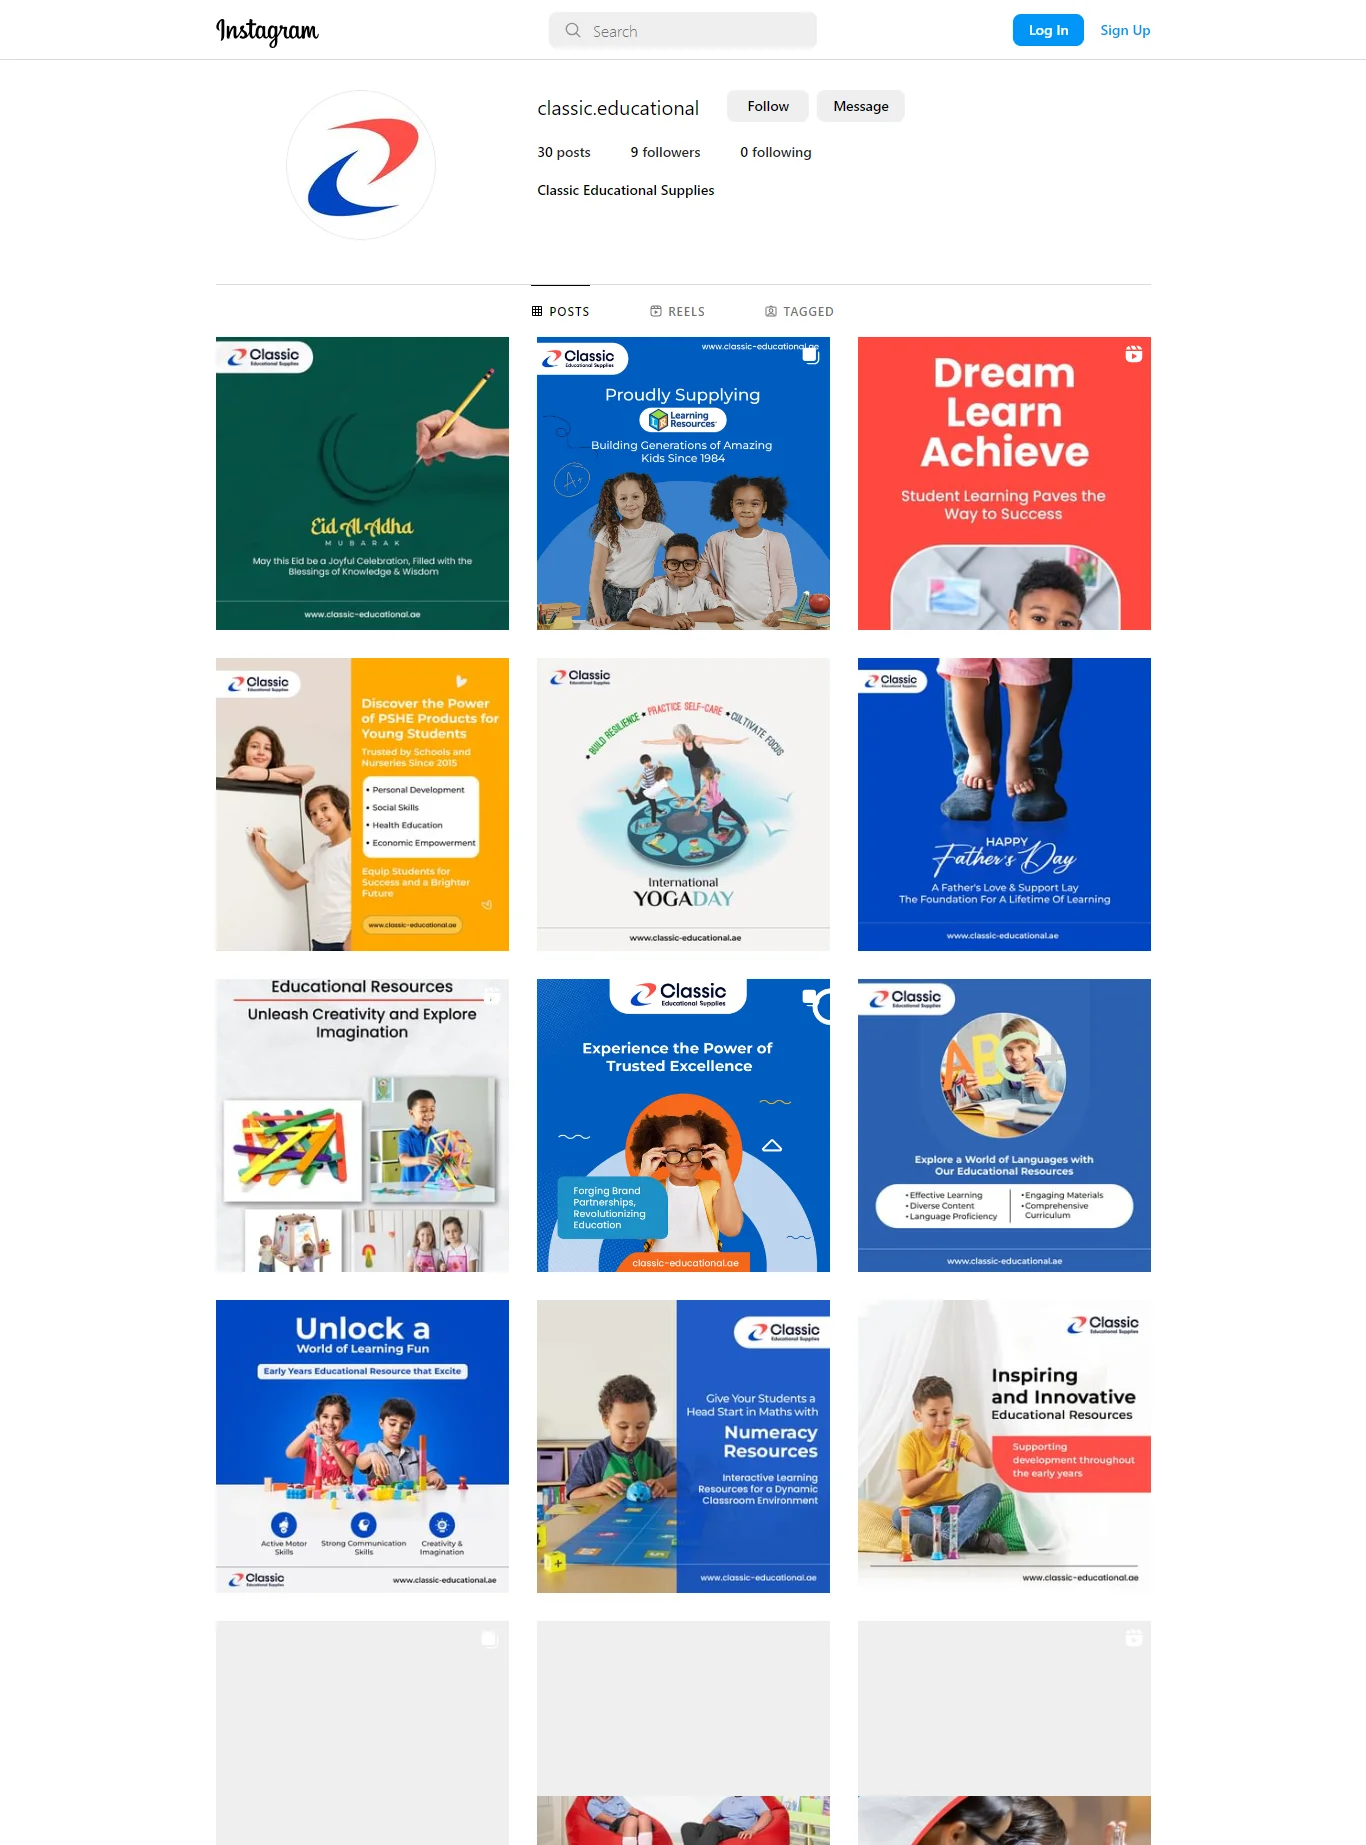 Instagram
Search
Log In
Sign Up
classic.educational
Follow
Message
30 posts
9 followers
0 following
Classic Educational Supplies
POSTS
REELS
TAGGED
Classic
Educational Supplies
Eid Al Adha
MUBARAK
May this Eid be a Joyful Celebration, Filled with the
Blessings of Knowledge & Wisdom
www.classic-educational.ae
www.classic-educational.ae
Classic
Educational Supplies
Proudly Supplying
Learning
Resources
Building Generations of Amazing
Kids Since 1984
A+
Dream
Learn
Achieve
Student Learning Paves the
Way to Success
Classic
Educational Supplies
Discover the Power
of PSHE Products for
Young Students
Trusted by Schools and
Nurseries Since 2015
• Personal Development
• Social Skills
• Health Education
• Economic Empowerment
Equip Students for
Success and a Brighter
Future
www.classic-educational.ae
Classic
Educational Supplies
• BUILD RESILIENCE • PRACTICE SELF-CARE • CULTIVATE FOCUS
International
YOGADAY
www.classic-educational.ae
Classic
Educational Supplies
HAPPY
Father's Day
A Father's Love & Support Lay
The Foundation For A Lifetime Of Learning
www.classic-educational.ae
Educational Resources
Unleash Creativity and Explore
Imagination
Classic
Educational Supplies
Experience the Power of
Trusted Excellence
Forging Brand
Partnerships,
Revolutionizing
Education
classic-educational.ae
Classic
Educational Supplies
ABC
Explore a World of Languages with
Our Educational Resources
• Effective Learning
• Diverse Content
• Language Proficiency
• Engaging Materials
• Comprehensive
Curriculum
www.classic-educational.ae
Unlock a
World of Learning Fun
Early Years Educational Resource that Excite
Active Motor
Skills
Strong Communication
Skills
Creativity &
Imagination
Classic
Educational Supplies
www.classic-educational.ae
Classic
Educational Supplies
Give Your Students a
Head Start in Maths with
Numeracy
Resources
Interactive Learning
Resources for a Dynamic
Classroom Environment
www.classic-educational.ae
Classic
Educational Supplies
Inspiring
and Innovative
Educational Resources
Supporting
development throughout
the early years
www.classic-educational.ae